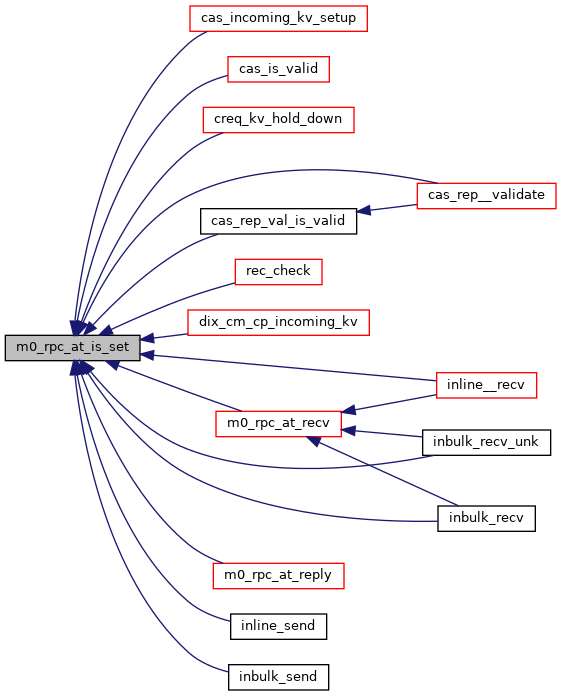 cas_incoming_kv_setup
cas_is_valid
creq_kv_hold_down
cas_rep__validate
cas_rep_val_is_valid
rec_check
dix_cm_cp_incoming_kv
m0_rpc_at_is_set
inline__recv
m0_rpc_at_recv
inbulk_recv_unk
inbulk_recv
m0_rpc_at_reply
inline_send
inbulk_send